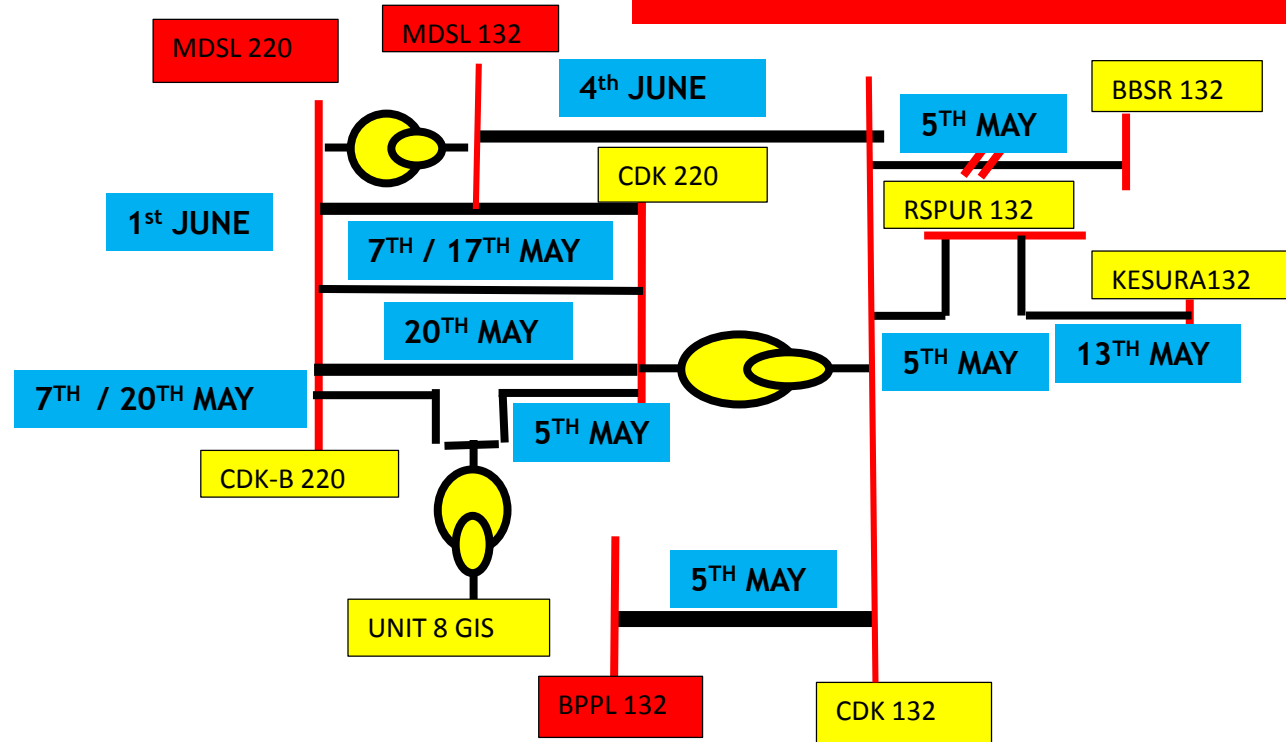 MDSL 220
MDSL 132
4th JUNE
5TH MAY
BBSR 132
CDK 220
RSPUR 132
1st JUNE
7TH / 17TH MAY
KESURA132
20TH MAY
5TH MAY
13TH MAY
7TH / 20TH MAY
5TH MAY
CDK-B 220
5TH MAY
UNIT 8 GIS
BPPL 132
CDK 132